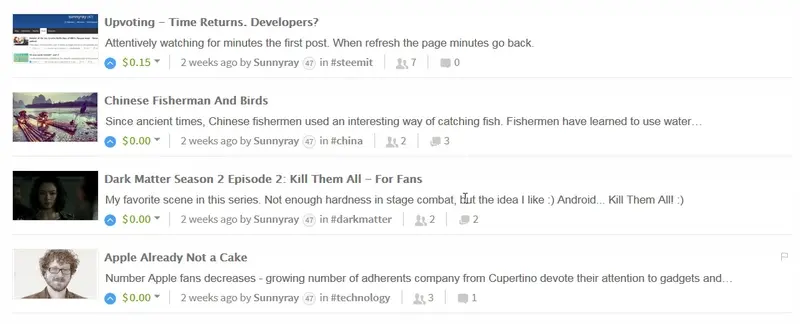 Upvoting – Time Returns. Developers?
Attentively watching for minutes the first post. When refresh the page minutes go back.
$0.15 2 weeks ago by Sunnyray 47 in #steemit 7 0
Chinese Fisherman And Birds
Since ancient times, Chinese fishermen used an interesting way of catching fish. Fishermen have learned to use water…
$0.00 2 weeks ago by Sunnyray 47 in #china 2 3
Dark Matter Season 2 Episode 2: Kill Them All – For Fans
My favorite scene in this series. Not enough hardness in stage combat, but the idea I like :) Android... Kill Them All! :)
$0.00 2 weeks ago by Sunnyray 47 in #darkmatter 2 2
Apple Already Not a Cake
Number Apple fans decreases - growing number of adherents company from Cupertino devote their attention to gadgets and…
$0.00 2 weeks ago by Sunnyray 47 in #technology 3 1